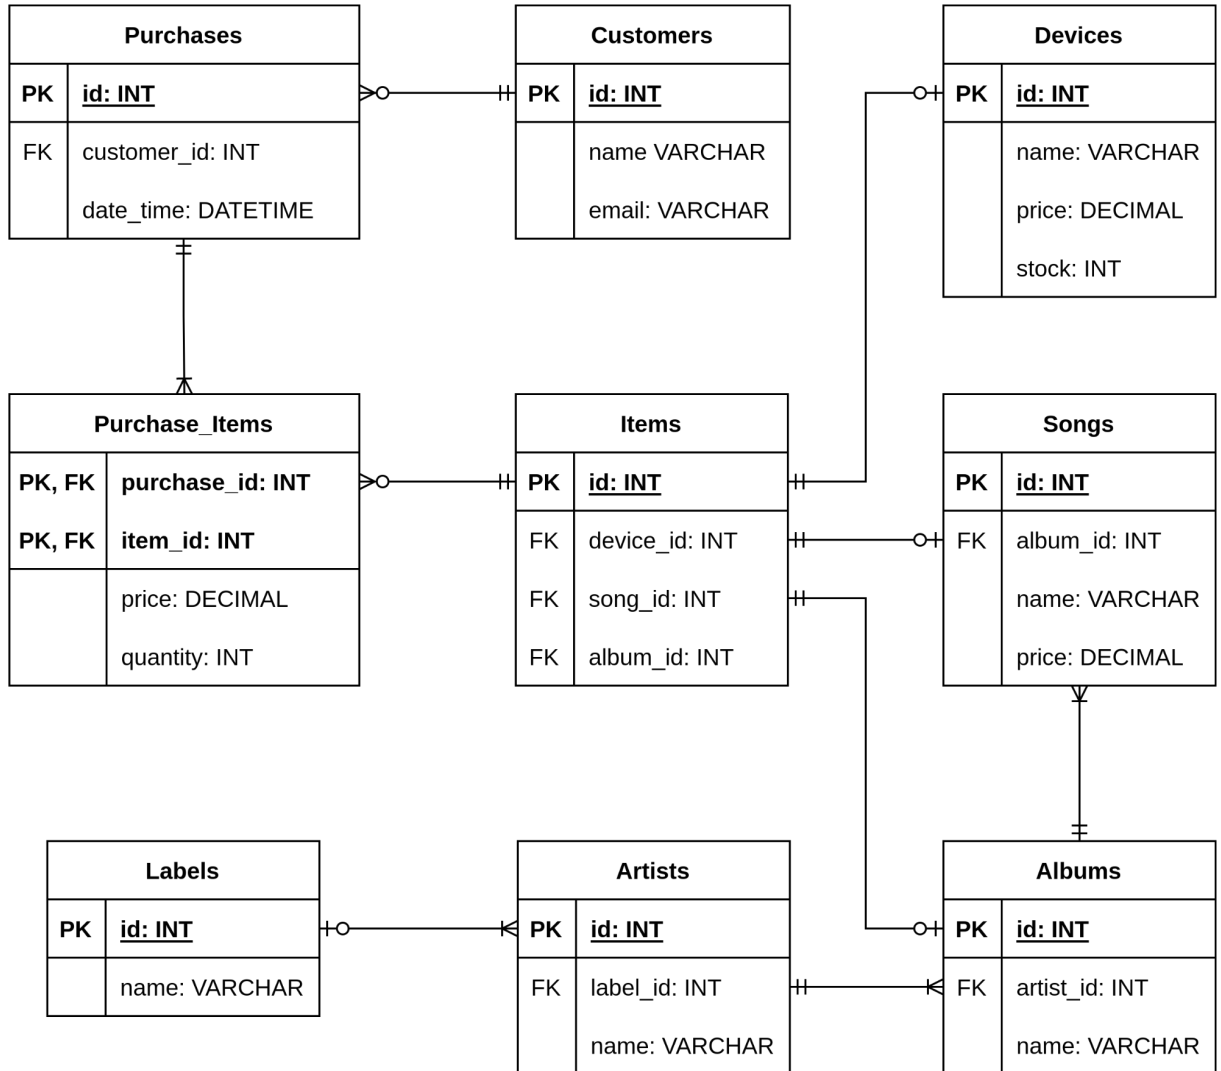 Purchases
PK id: INT
FK customer_id: INT
date_time: DATETIME
Customers
PK id: INT
name VARCHAR
email: VARCHAR
Devices
PK id: INT
name: VARCHAR
price: DECIMAL
stock: INT
Purchase_Items
PK, FK purchase_id: INT
PK, FK item_id: INT
price: DECIMAL
quantity: INT
Items
PK id: INT
FK device_id: INT
FK song_id: INT
FK album_id: INT
Songs
PK id: INT
FK album_id: INT
name: VARCHAR
price: DECIMAL
Labels
PK id: INT
name: VARCHAR
Artists
PK id: INT
FK label_id: INT
name: VARCHAR
Albums
PK id: INT
FK artist_id: INT
name: VARCHAR